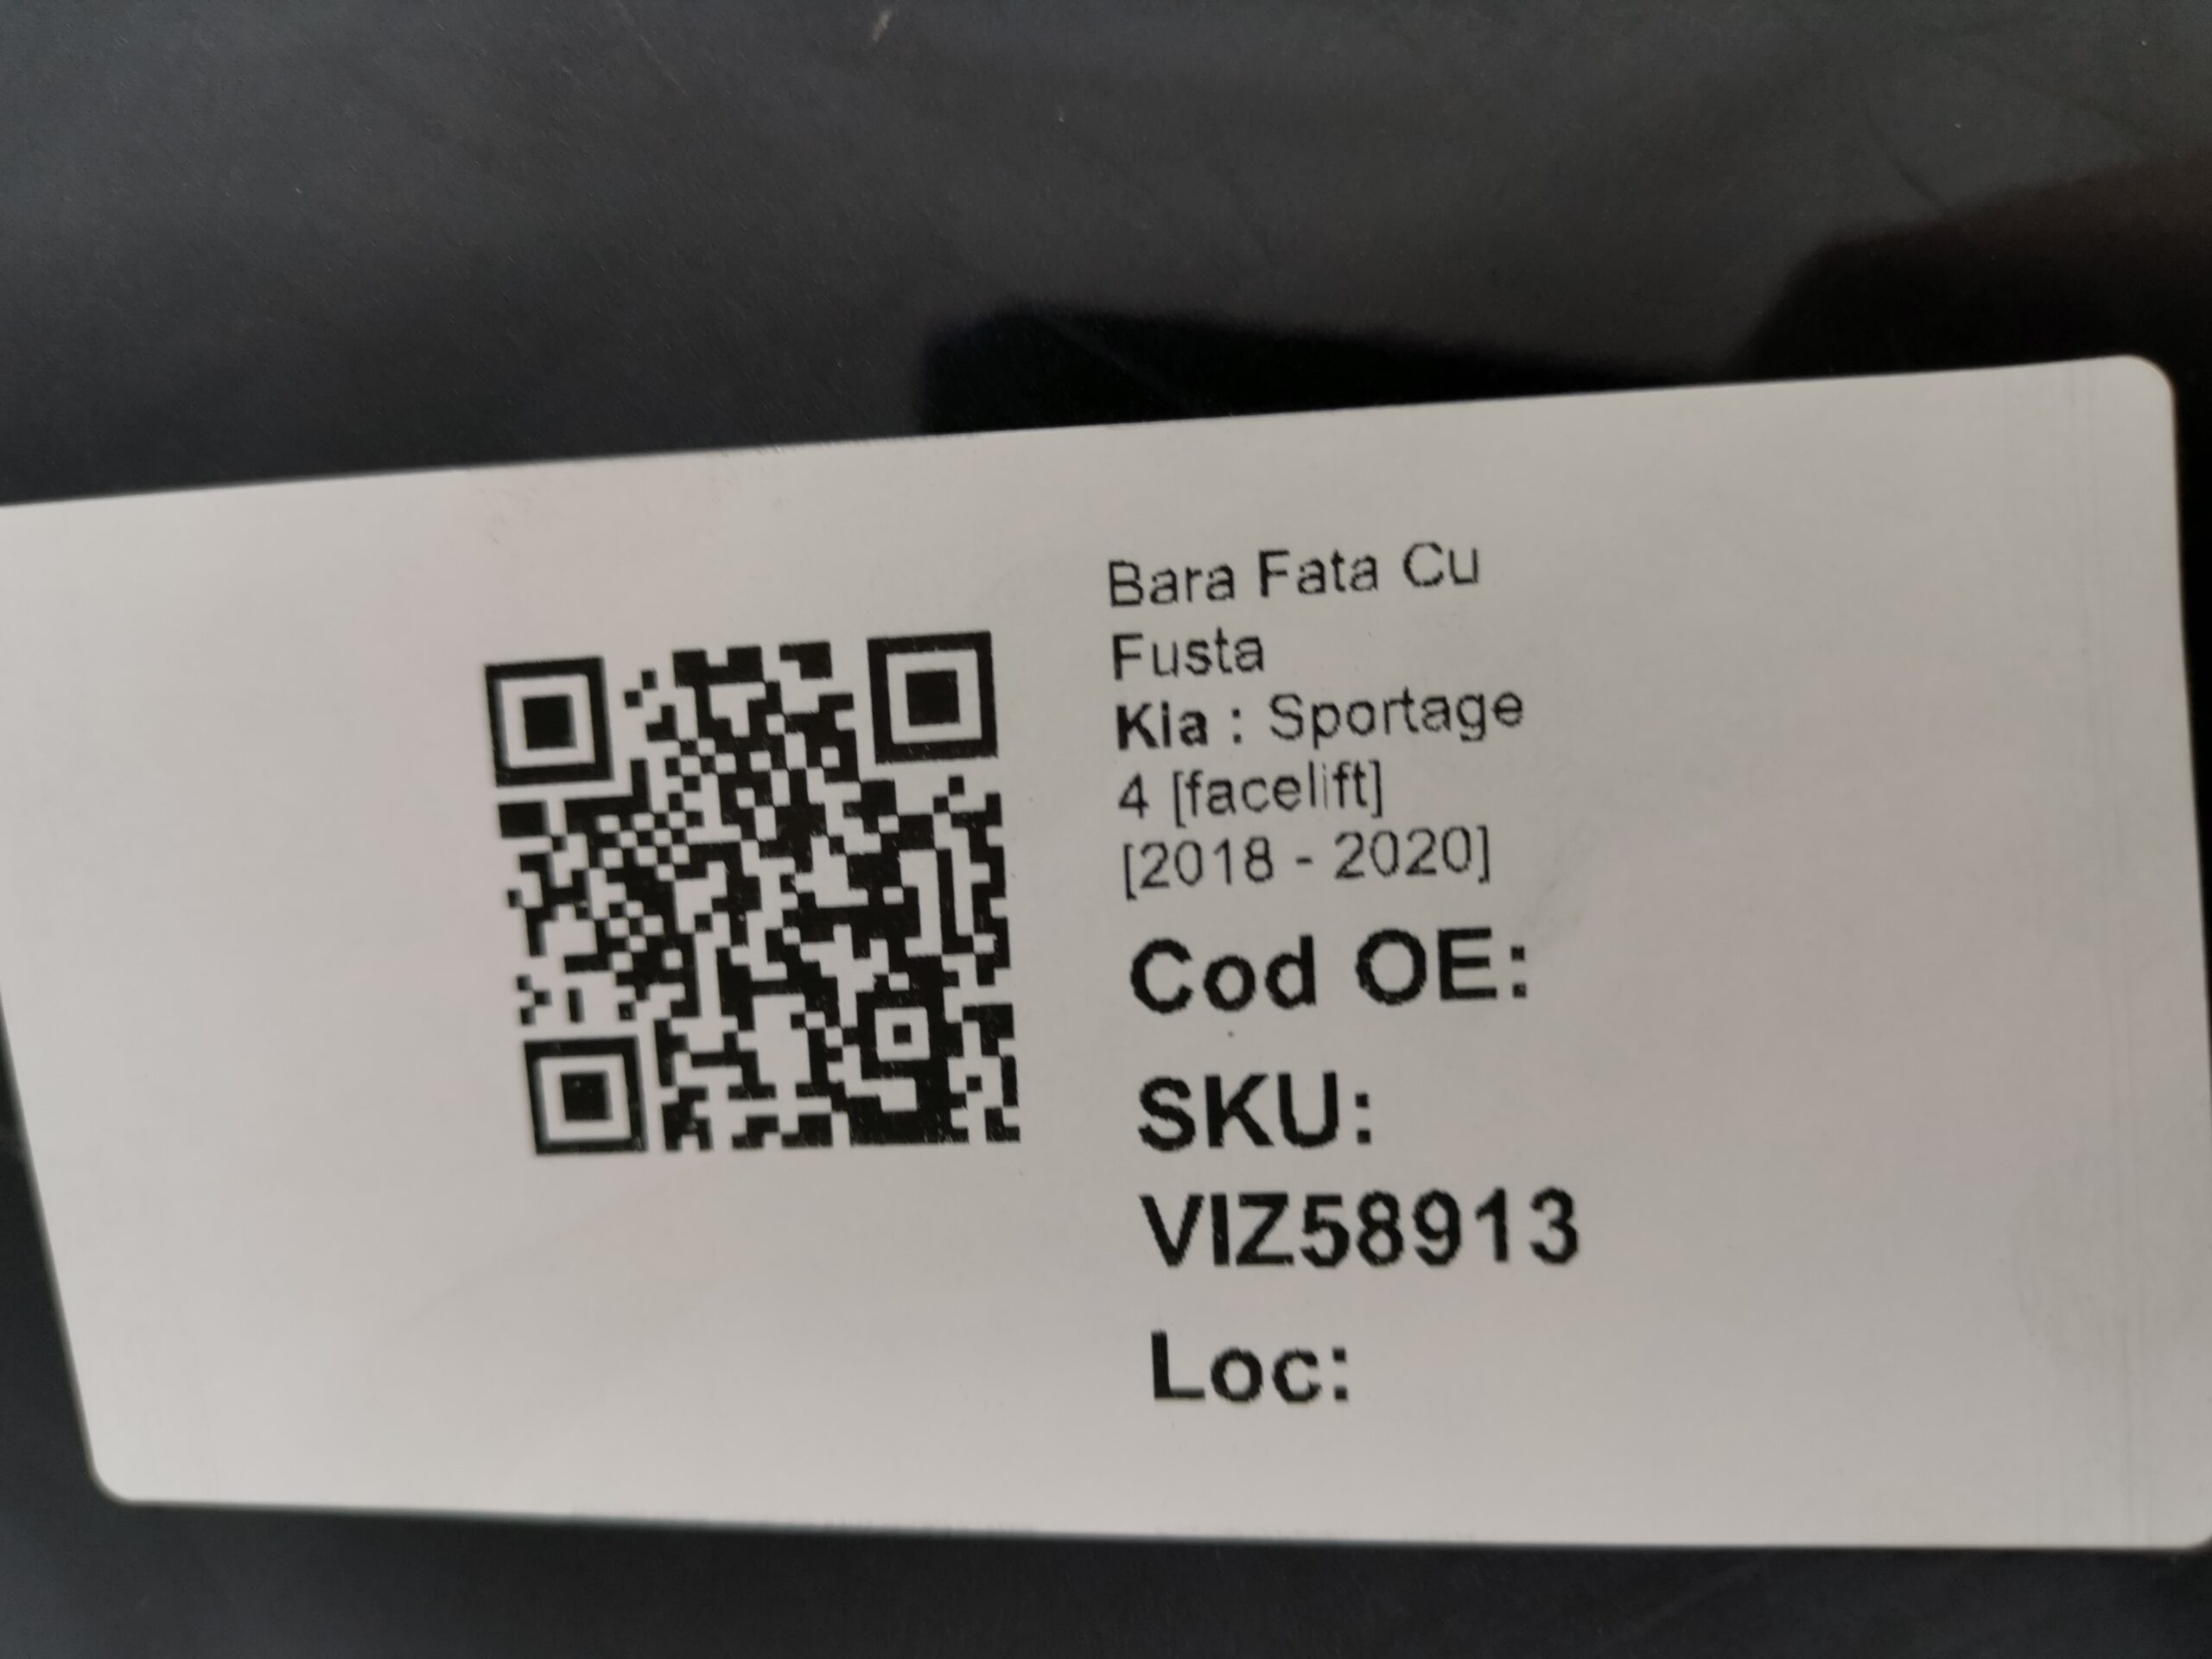 Bara Fata Cu
Fusta
Kia : Sportage
4 [facelift]
[2018 - 2020]
Cod OE:
SKU:
VIZ58913
Loc: